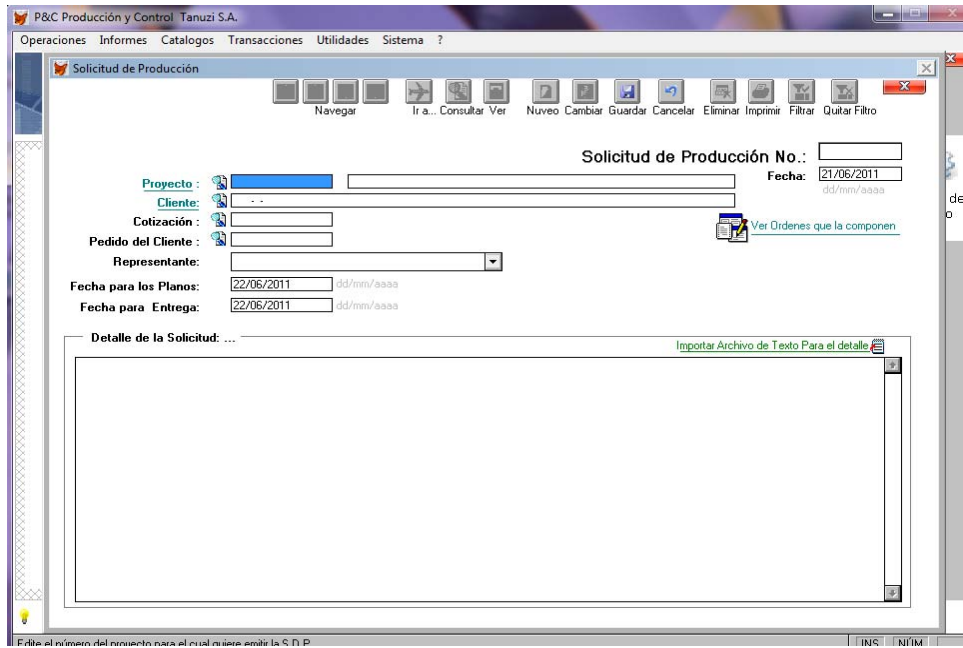 P&C Producción y Control Tanuzi S.A.
Operaciones Informes Catalogos Transacciones Utilidades Sistema ?
Solicitud de Producción
Navegar Ir a... Consultar Ver Nuveo Cambiar Guardar Cancelar Eliminar Imprimir Filtrar Quitar Filtro
Solicitud de Producción No.:
Fecha: 21/06/2011
dd/mm/aaaa
Proyecto :
Cliente: - -
Cotización :
Pedido del Cliente :
Ver Ordenes que la componen
Representante:
Fecha para los Planos: 22/06/2011 dd/mm/aaaa
Fecha para Entrega: 22/06/2011 dd/mm/aaaa
Detalle de la Solicitud: ...
Importar Archivo de Texto Para el detalle
de
o
Edite el número del proyecto para el cual quiere emitir la S.D.P.
INS NÚM